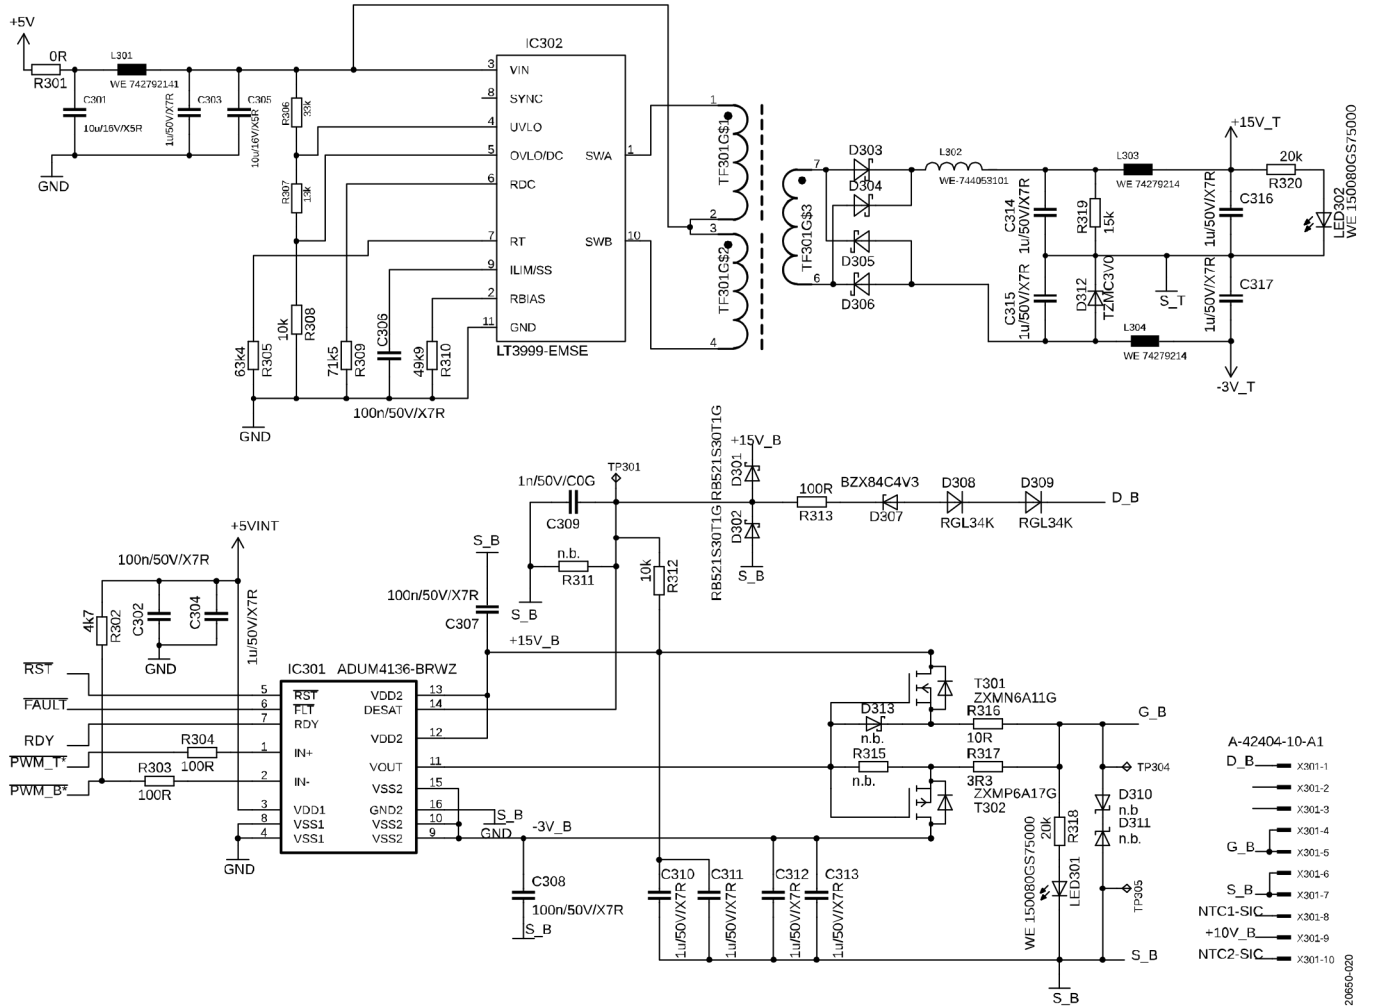 +5V
0R
R301
L301
WE 742792141
C301
10u/16V/X5R
1u/50V/X7R
C303
C305
10u/16V/X5R
R306
33k
R307
13k
GND
IC302
3
VIN
8
SYNC
4
UVLO
5
OVLO/DC
6
RDC
7
RT
9
ILIM/SS
2
RBIAS
11
GND
SWA
1
SWB
10
LT3999-EMSE
63k4
R305
10k
R308
71k5
R309
C306
49k9
R310
100n/50V/X7R
GND
1
TF301G$1
2
3
TF301G$2
4
7
TF301G$3
6
D303
D304
D305
D306
L302
WE-744053101
C314
1u/50V/X7R
C315
1u/50V/X7R
R319
15k
D312
TZMC3V0
L303
WE 74279214
L304
WE 74279214
S_T
+15V_T
C316
1u/50V/X7R
C317
1u/50V/X7R
-3V_T
20k
R320
LED302
WE 150080GS75000
TP301
1n/50V/C0G
C309
n.b.
R311
S_B
10k
R312
+15V_B
D301
RB521S30T1G
D302
RB521S30T1G
S_B
100R
R313
BZX84C4V3
D307
D308
RGL34K
D309
RGL34K
D_B
+5VINT
100n/50V/X7R
4k7
R302
C302
C304
1u/50V/X7R
GND
S_B
100n/50V/X7R
C307
+15V_B
RST
FAULT
RDY
PWM_T*
PWM_B*
R304
100R
R303
100R
IC301 ADUM4136-BRWZ
5
RST
6
FLT
7
RDY
1
IN+
2
IN-
3
VDD1
8
VSS1
4
VSS1
VDD2
13
DESAT
14
VDD2
12
VOUT
11
VSS2
15
GND2
16
VSS2
10
VSS2
9
GND
S_B
GND
-3V_B
C308
100n/50V/X7R
S_B
C310
1u/50V/X7R
C311
1u/50V/X7R
C312
1u/50V/X7R
C313
1u/50V/X7R
T301
ZXMN6A11G
D313
n.b.
R316
10R
R315
n.b.
R317
3R3
ZXMP6A17G
T302
G_B
TP304
D310
n.b
D311
n.b.
TP305
20k
R318
LED301
WE 150080GS75000
S_B
S_B
A-42404-10-A1
D_B X301-1
X301-2
X301-3
X301-4
G_B X301-5
X301-6
S_B X301-7
NTC1-SIC X301-8
+10V_B X301-9
NTC2-SIC X301-10
20650-020